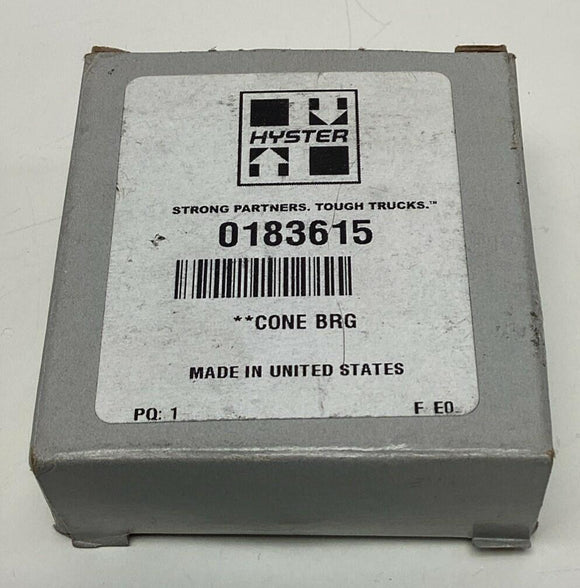 HYSTER
STRONG PARTNERS. TOUGH TRUCKS.™
0183615
**CONE BRG
MADE IN UNITED STATES
PQ: 1 F E0